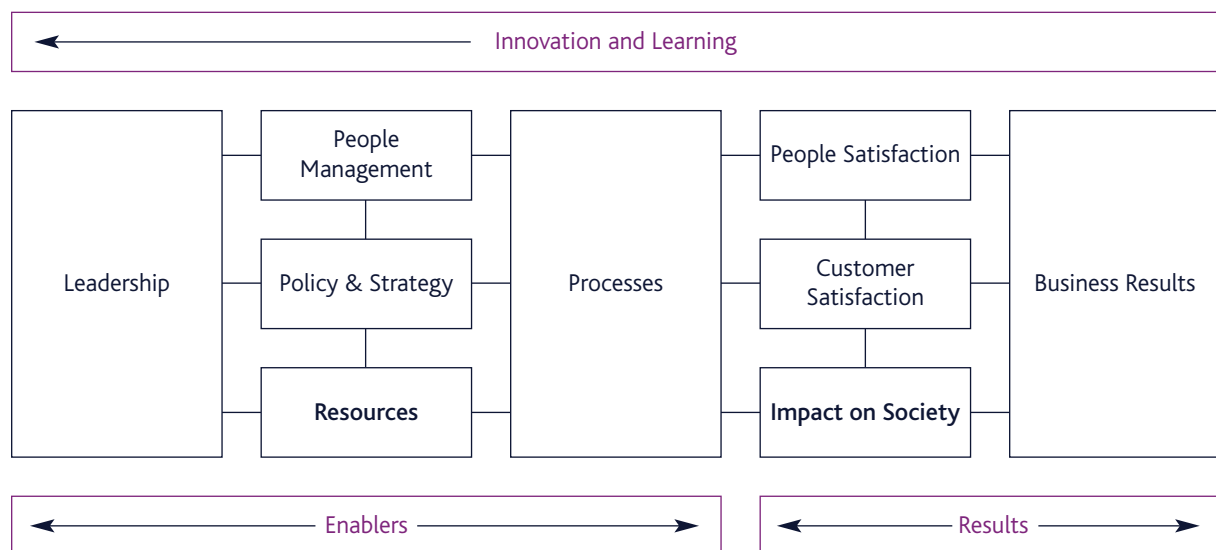 Innovation and Learning
Leadership
People
Management
Policy & Strategy
Resources
Processes
People Satisfaction
Customer
Satisfaction
Impact on Society
Business Results
Enablers
Results